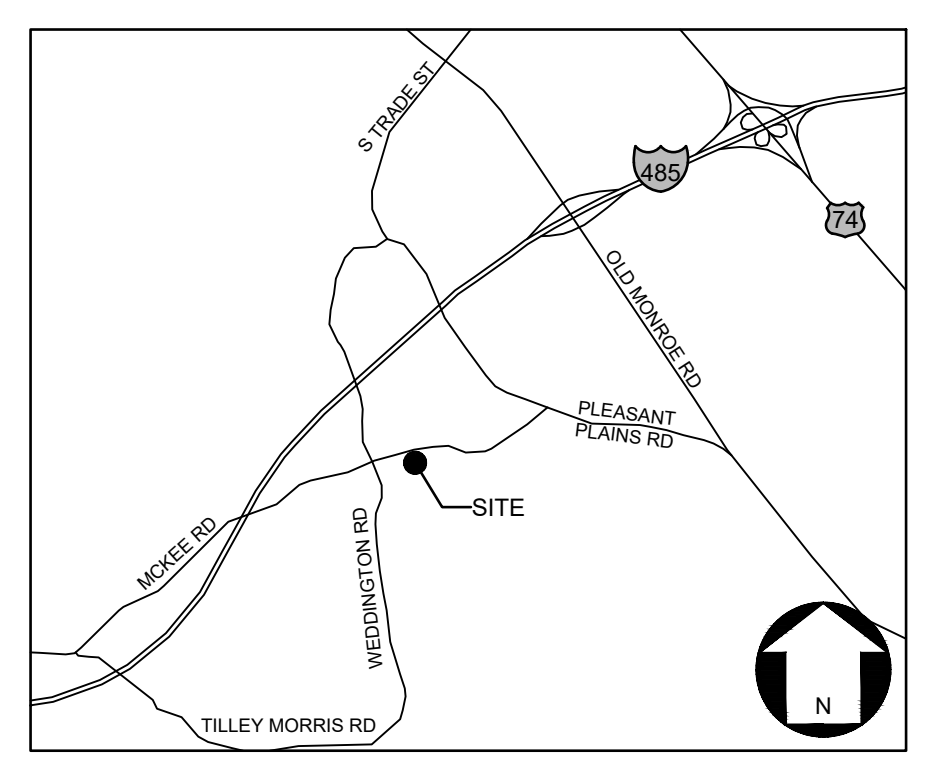 S TRADE ST
485
74
OLD MONROE RD
PLEASANT
PLAINS RD
SITE
MCKEE RD
WEDDINGTON RD
TILLEY MORRIS RD
N